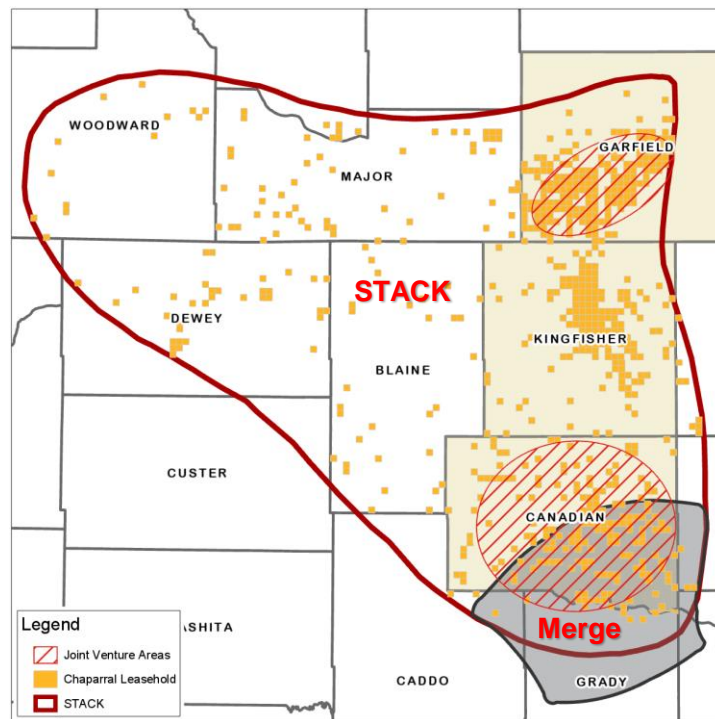 WOODWARD
GARFIELD
MAJOR
STACK
DEWEY
KINGFISHER
BLAINE
CUSTER
CANADIAN
Legend
Joint Venture Areas
Chaparral Leasehold
STACK
ASHITA
Merge
CADDO
GRADY